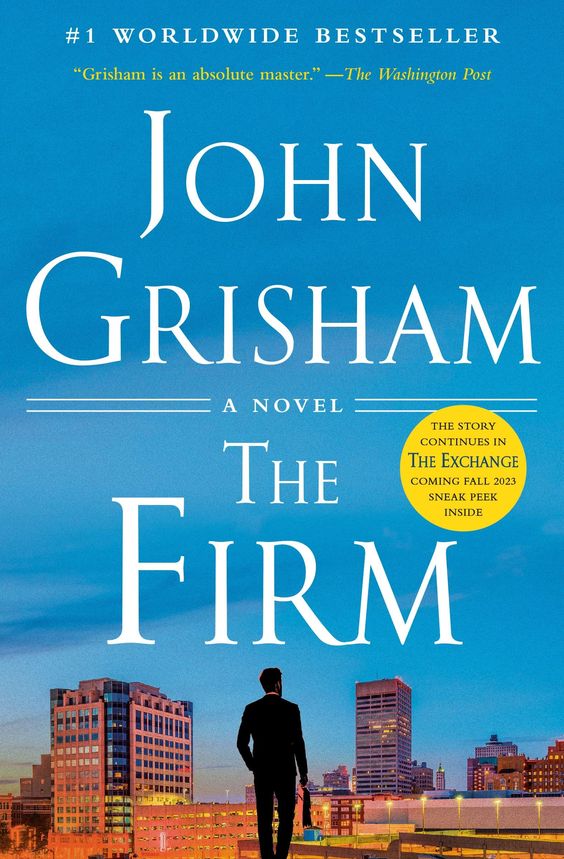 #1 WORLDWIDE BESTSELLER
“Grisham is an absolute master.” —The Washington Post
JOHN
GRISHAM
A NOVEL
THE
FIRM
THE STORY
CONTINUES IN
THE EXCHANGE
COMING FALL 2023
SNEAK PEEK
INSIDE